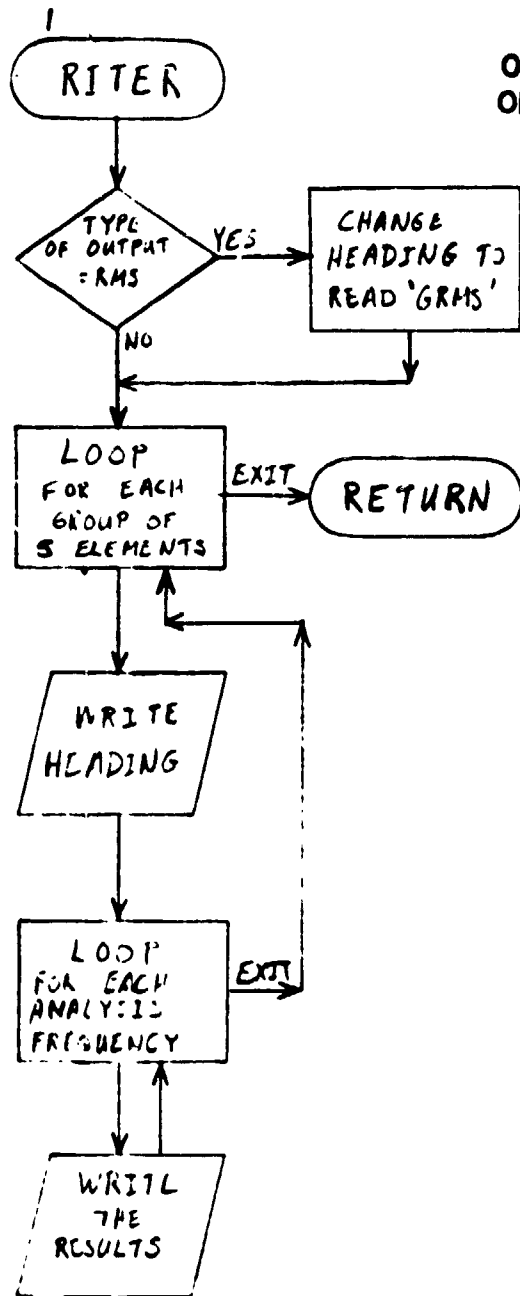 1
RITER
TYPE
OF OUTPUT
= RMS
YES
CHANGE
HEADING TO
READ 'GRMS'
NO
LOOP
FOR EACH
GROUP OF
5 ELEMENTS
EXIT
RETURN
WRITE
HEADING
LOOP
FOR EACH
ANALYSIS
FREQUENCY
EXIT
WRITE
THE
RESULTS